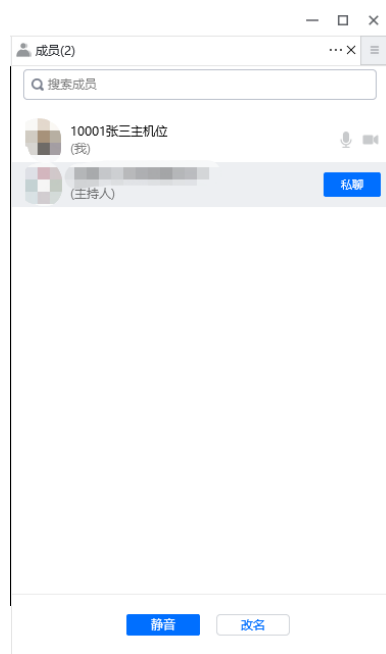 成员(2)
搜索成员
10001张三主机位
(我)
(主持人)
私聊
静音
改名